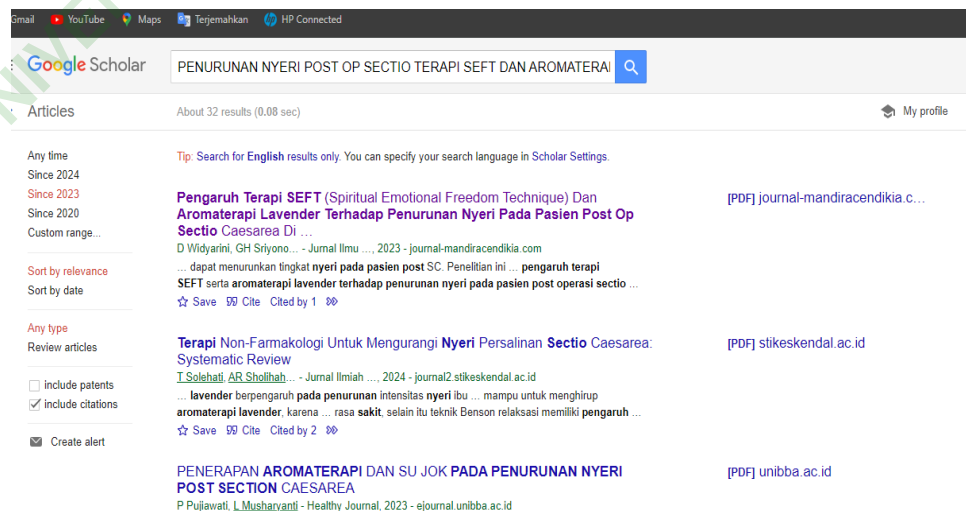 Gmail YouTube Maps Terjemahkan HP Connected
Google Scholar PENURUNAN NYERI POST OP SECTIO TERAPI SEFT DAN AROMATERAI
Articles About 32 results (0.08 sec) My profile
Any time
Since 2024
Since 2023
Since 2020
Custom range...
Sort by relevance
Sort by date
Any type
Review articles
include patents
include citations
Create alert
Tip: Search for English results only. You can specify your search language in Scholar Settings.
Pengaruh Terapi SEFT (Spiritual Emotional Freedom Technique) Dan
Aromaterapi Lavender Terhadap Penurunan Nyeri Pada Pasien Post Op
Sectio Caesarea Di ...
D Widyarini, GH Sriyono... - Jurnal Ilmu ..., 2023 - journal-mandiracendikia.com
... dapat menurunkan tingkat nyeri pada pasien post SC. Penelitian ini ... pengaruh terapi
SEFT serta aromaterapi lavender terhadap penurunan nyeri pada pasien post operasi sectio ...
Save Cite Cited by 1
[PDF] journal-mandiracendikia.c...
Terapi Non-Farmakologi Untuk Mengurangi Nyeri Persalinan Sectio Caesarea:
Systematic Review
T Solehati, AR Sholihah... - Jurnal Ilmiah ..., 2024 - journal2.stikeskendal.ac.id
... lavender berpengaruh pada penurunan intensitas nyeri ibu ... mampu untuk menghirup
aromaterapi lavender, karena ... rasa sakit, selain itu teknik Benson relaksasi memiliki pengaruh ...
Save Cite Cited by 2
[PDF] stikeskendal.ac.id
PENERAPAN AROMATERAPI DAN SU JOK PADA PENURUNAN NYERI
POST SECTION CAESAREA
P Pujiawati, L Musharyanti - Healthy Journal, 2023 - ejournal.unibba.ac.id
[PDF] unibba.ac.id